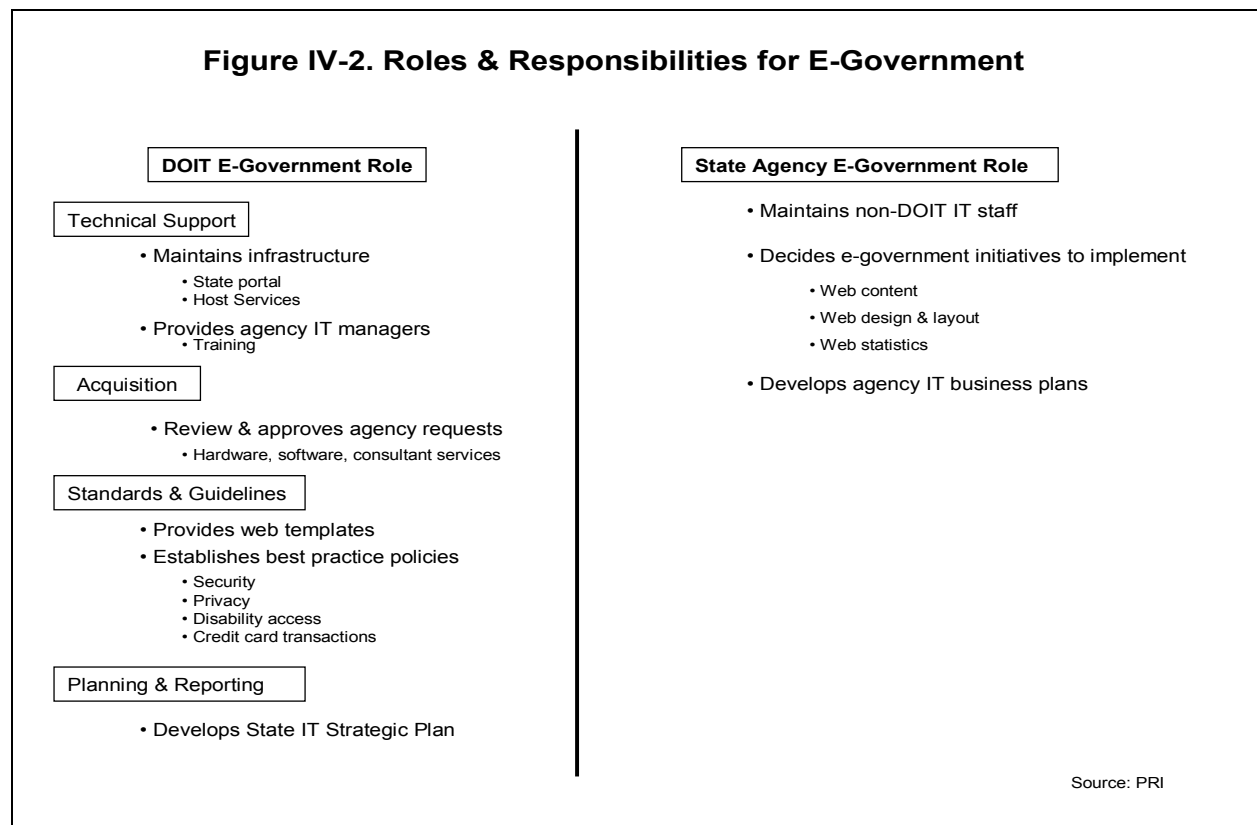 Figure IV-2. Roles & Responsibilities for E-Government
DOIT E-Government Role
Technical Support
• Maintains infrastructure
• State portal
• Host Services
• Provides agency IT managers
• Training
Acquisition
• Review & approves agency requests
• Hardware, software, consultant services
Standards & Guidelines
• Provides web templates
• Establishes best practice policies
• Security
• Privacy
• Disability access
• Credit card transactions
Planning & Reporting
• Develops State IT Strategic Plan
State Agency E-Government Role
• Maintains non-DOIT IT staff
• Decides e-government initiatives to implement
• Web content
• Web design & layout
• Web statistics
• Develops agency IT business plans
Source: PRI